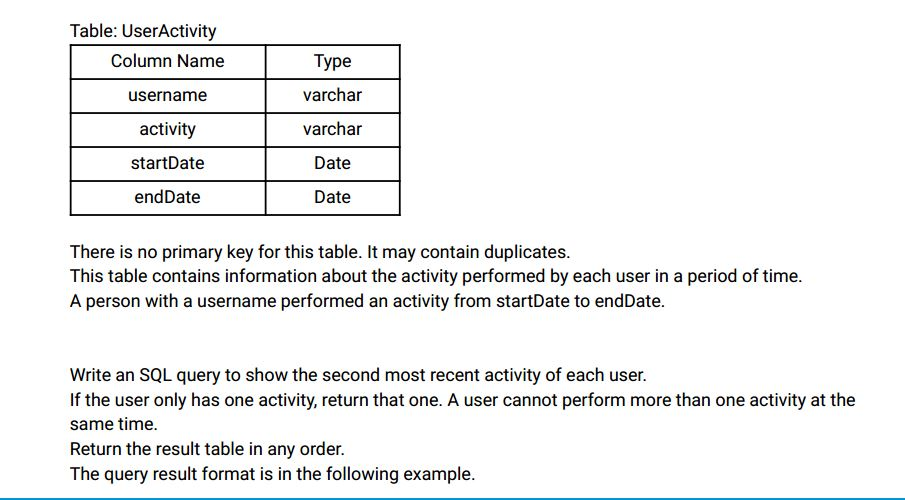 Table: UserActivity
Column Name Type
username varchar
activity varchar
startDate Date
endDate Date
There is no primary key for this table. It may contain duplicates.
This table contains information about the activity performed by each user in a period of time.
A person with a username performed an activity from startDate to endDate.
Write an SQL query to show the second most recent activity of each user.
If the user only has one activity, return that one. A user cannot perform more than one activity at the
same time.
Return the result table in any order.
The query result format is in the following example.